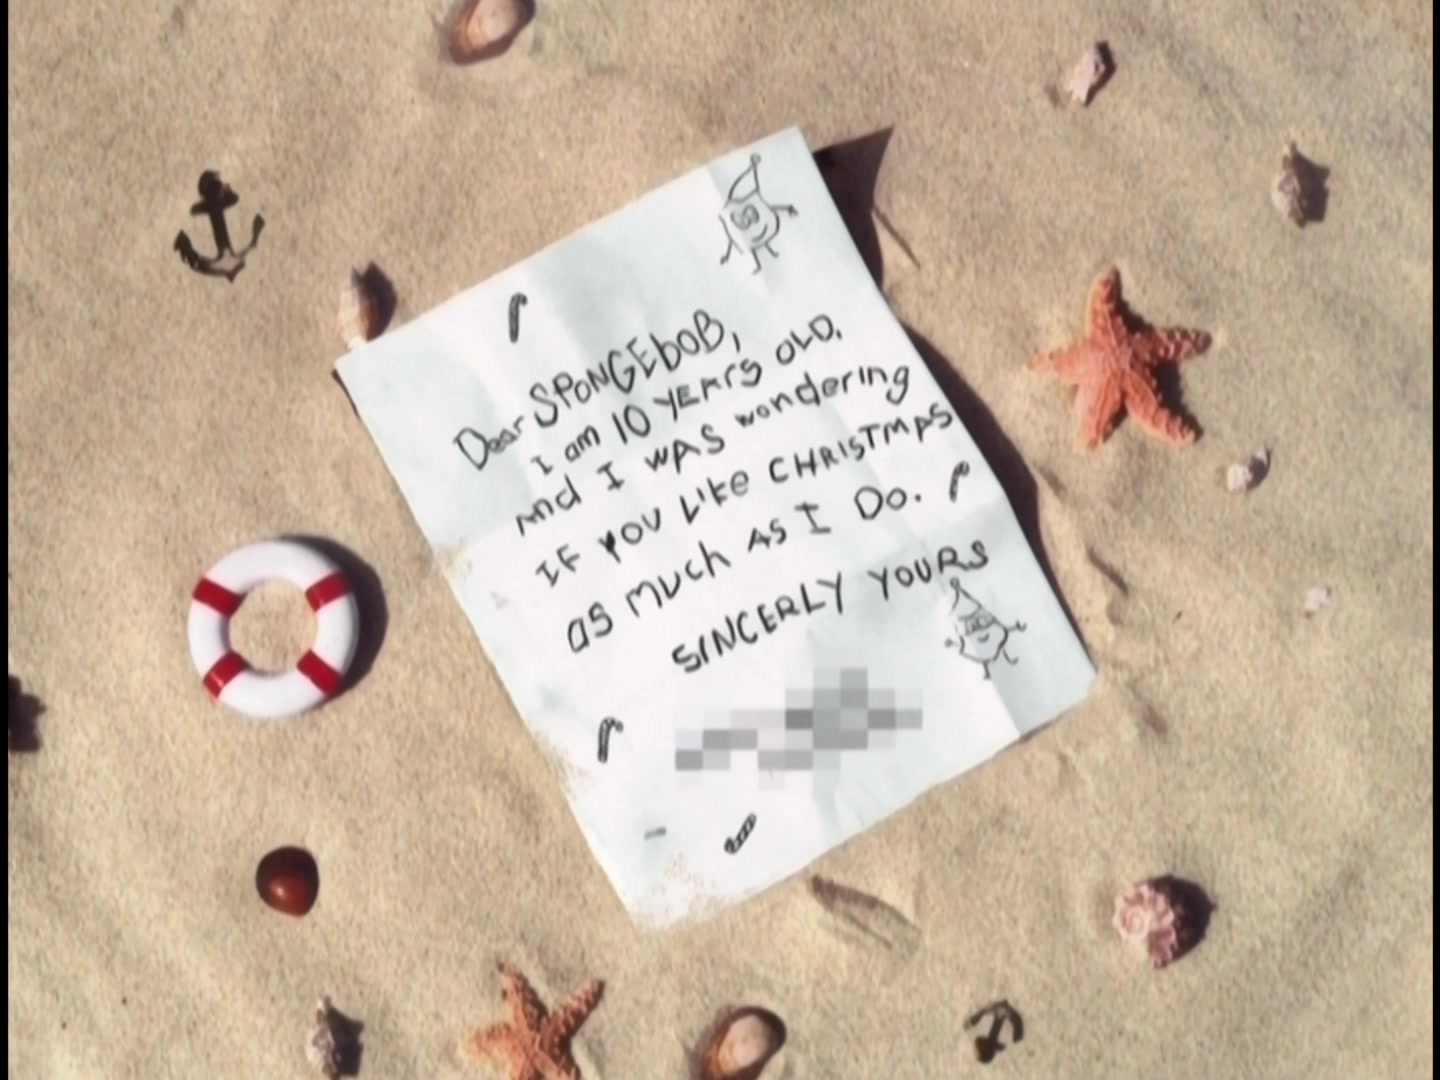 Dear SPONGEbOB,
I am 10 YEArS OLD.
And I WAS wondering
IF YOU LIke CHRISTMAS
as much AS I Do.
SINCERLY YOURS